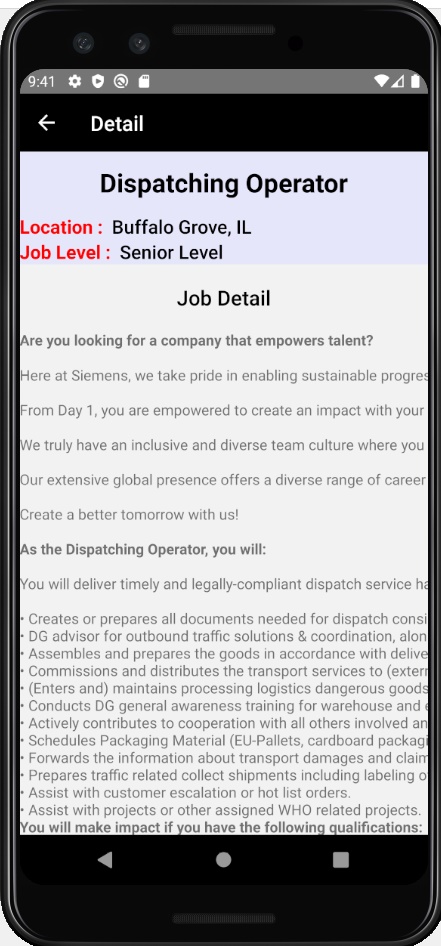 9:41
Detail
Dispatching Operator
Location : Buffalo Grove, IL
Job Level : Senior Level
Job Detail
Are you looking for a company that empowers talent?
Here at Siemens, we take pride in enabling sustainable progres
From Day 1, you are empowered to create an impact with your
We truly have an inclusive and diverse team culture where you
Our extensive global presence offers a diverse range of career
Create a better tomorrow with us!
As the Dispatching Operator, you will:
You will deliver timely and legally-compliant dispatch service ha
• Creates or prepares all documents needed for dispatch consi
• DG advisor for outbound traffic solutions & coordination, alon
• Assembles and prepares the goods in accordance with delive
• Commissions and distributes the transport services to (extern
• (Enters and) maintains processing logistics dangerous goods
• Conducts DG general awareness training for warehouse and e
• Actively contributes to cooperation with all others involved an
• Schedules Packaging Material (EU-Pallets, cardboard packagi
• Forwards the information about transport damages and claim
• Prepares traffic related collect shipments including labeling o
• Assist with customer escalation or hot list orders.
• Assist with projects or other assigned WHO related projects.
You will make impact if you have the following qualifications: